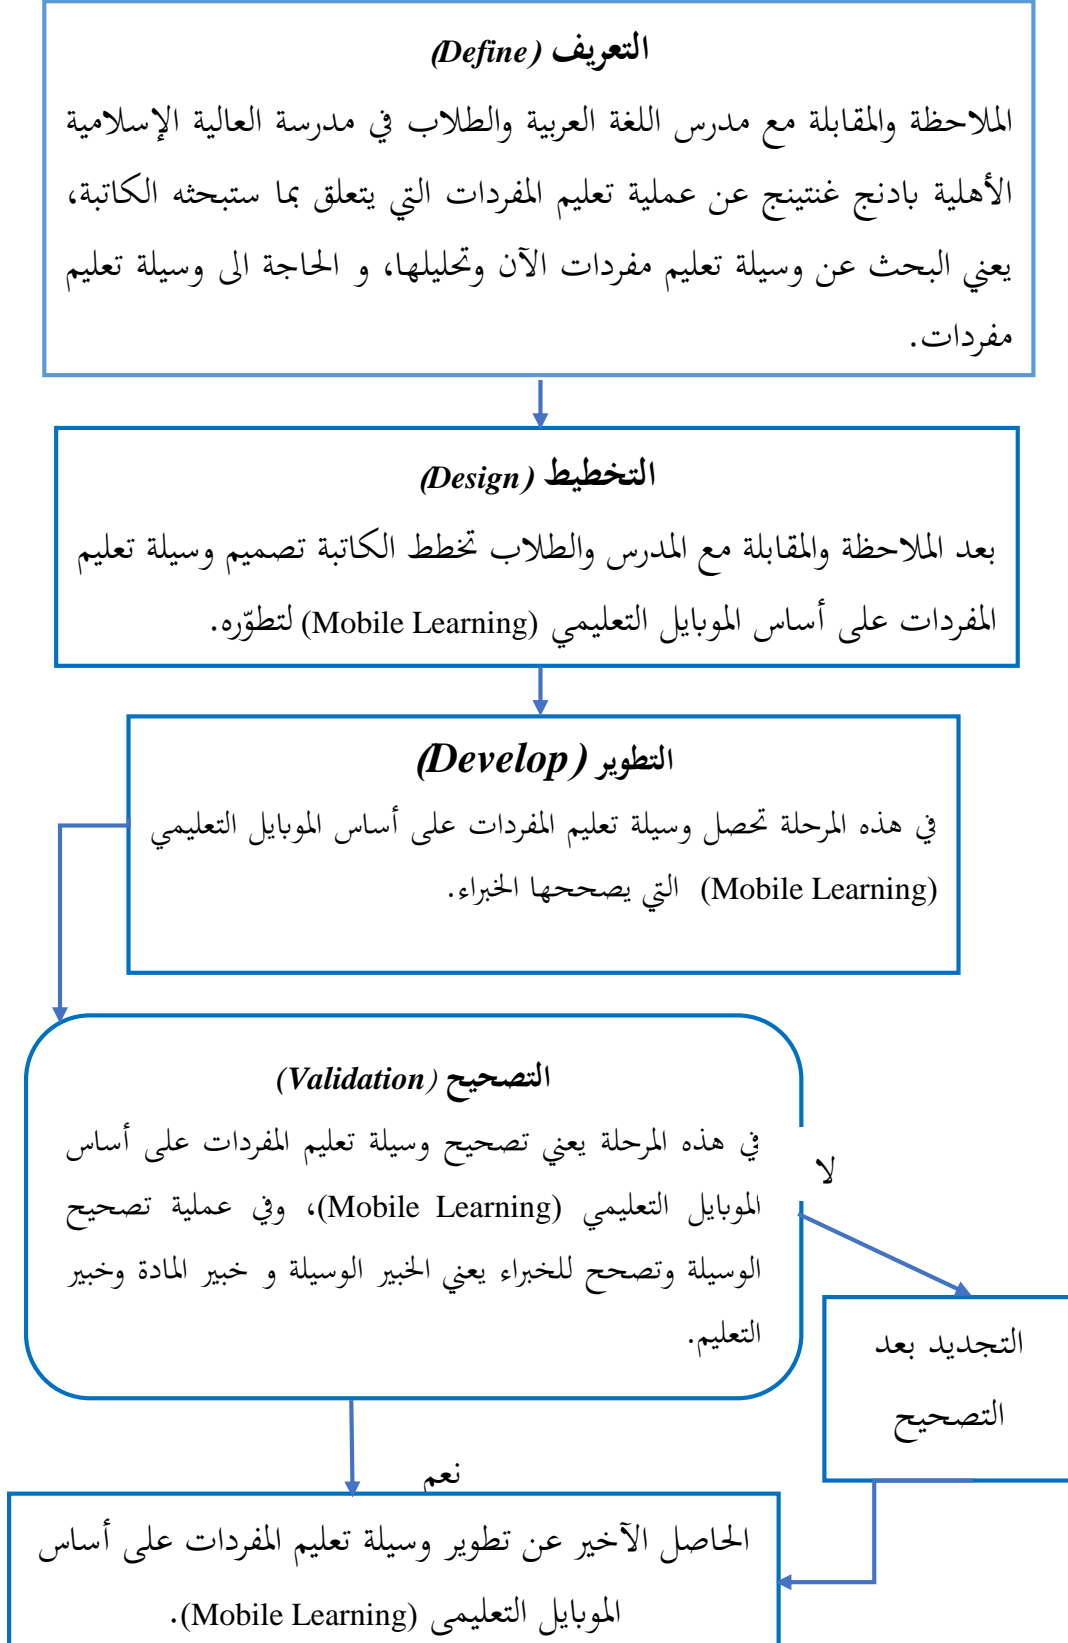 التعريف (Define)
الملاحظة والمقابلة مع مدرس اللغة العربية والطلاب في مدرسة العالية الإسلامية
الأهلية بادنج غنتينج عن عملية تعليم المفردات التي يتعلق بما ستبحثه الكاتبة،
يعني البحث عن وسيلة تعليم مفردات الآن وتحليلها، و الحاجة الى وسيلة تعليم
مفردات.
التخطيط (Design)
بعد الملاحظة والمقابلة مع المدرس والطلاب تخطط الكاتبة تصميم وسيلة تعليم
المفردات على أساس الموبايل التعليمي (Mobile Learning) لتطوّره.
التطوير (Develop)
في هذه المرحلة تحصل وسيلة تعليم المفردات على أساس الموبايل التعليمي
(Mobile Learning) التي يصححها الخبراء.
التصحيح (Validation)
في هذه المرحلة يعني تصحيح وسيلة تعليم المفردات على أساس
الموبايل التعليمي (Mobile Learning)، وفي عملية تصحيح
الوسيلة وتصحح للخبراء يعني الخبير الوسيلة و خبير المادة وخبير
التعليم.
لا
التجديد بعد
التصحيح
نعم
الحاصل الآخير عن تطوير وسيلة تعليم المفردات على أساس
الموبايل التعليمى (Mobile Learning).